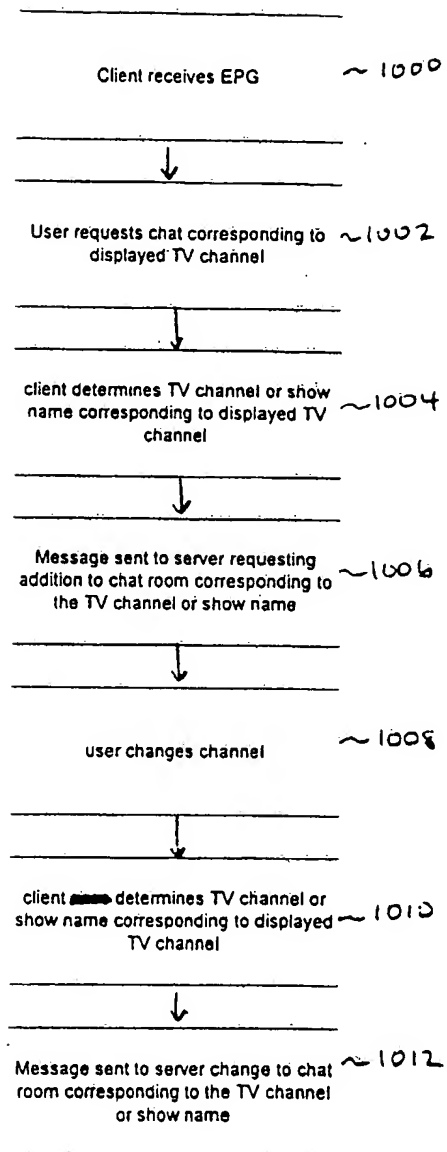 Client receives EPG ~ 1000
User requests chat corresponding to ~1002
displayed TV channel
client determines TV channel or show
name corresponding to displayed TV ~1004
channel
Message sent to server requesting
addition to chat room corresponding to ~1006
the TV channel or show name
user changes channel ~ 1008
client determines TV channel or
show name corresponding to displayed ~ 1010
TV channel
Message sent to server change to chat ~ 1012
room corresponding to the TV channel
or show name